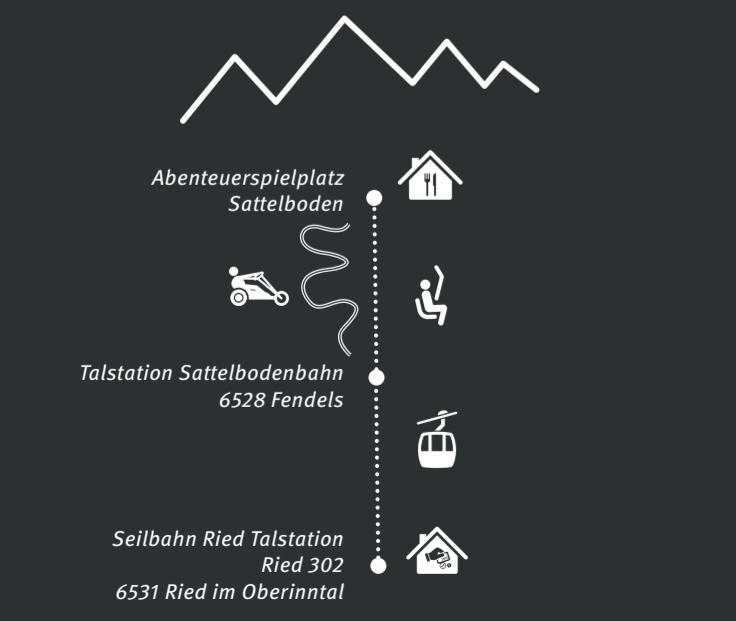 Abenteuerspielplatz
Sattelboden
Talstation Sattelbodenbahn
6528 Fendels
Seilbahn Ried Talstation
Ried 302
6531 Ried im Oberinntal